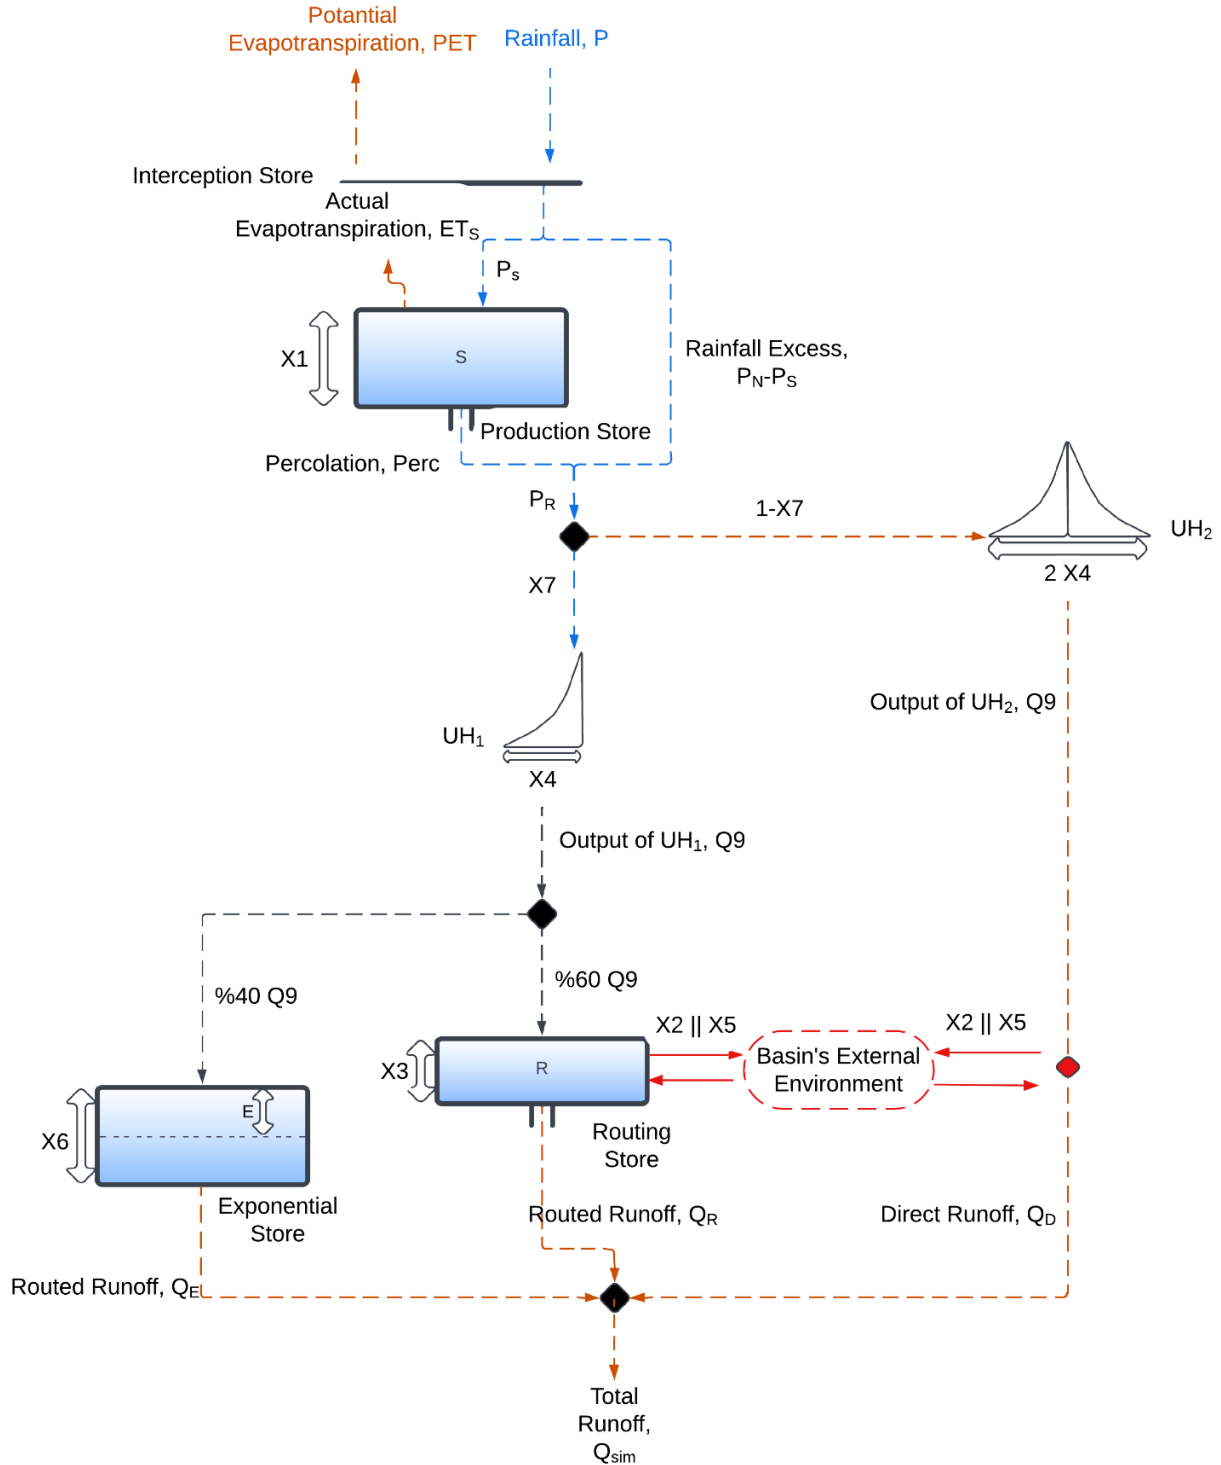 Potential
Evapotranspiration, PET
Rainfall, P
Interception Store
Actual
Evapotranspiration, ETS
Ps
X1
S
Rainfall Excess,
PN-PS
Production Store
Percolation, Perc
PR
1-X7
UH2
2 X4
X7
Output of UH2, Q9
UH1
X4
Output of UH1, Q9
%40 Q9
%60 Q9
X2 || X5
X2 || X5
Basin's External
Environment
X3
R
E
X6
Routing
Store
Exponential
Store
Routed Runoff, QR
Direct Runoff, QD
Routed Runoff, QE
Total
Runoff,
Qsim